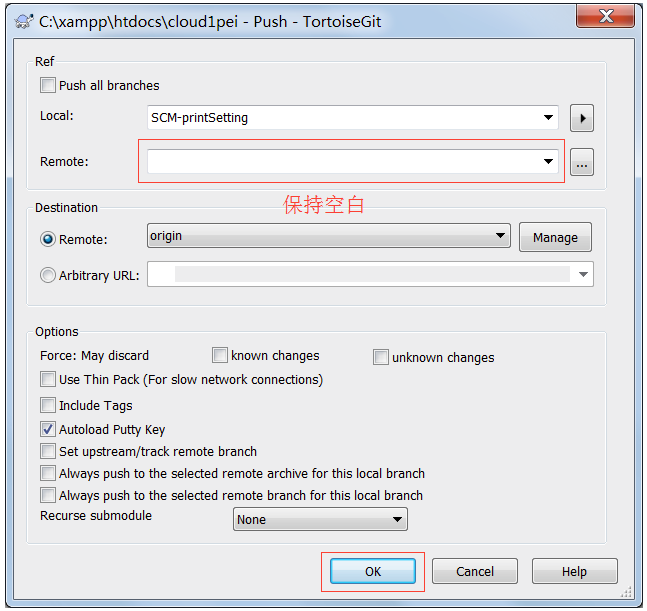 C:\xampp\htdocs\cloud1pei - Push - TortoiseGit
Ref
Push all branches
Local: SCM-printSetting
Remote: ...
保持空白
Destination
Remote: origin Manage
Arbitrary URL:
Options
Force: May discard known changes unknown changes
Use Thin Pack (For slow network connections)
Include Tags
Autoload Putty Key
Set upstream/track remote branch
Always push to the selected remote archive for this local branch
Always push to the selected remote branch for this local branch
Recurse submodule None
OK Cancel Help